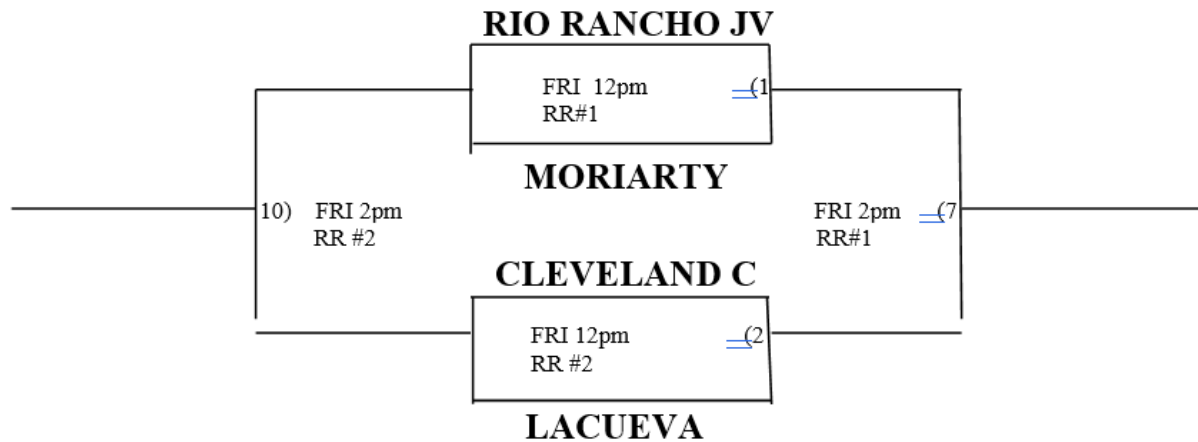 RIO RANCHO JV
FRI 12pm (1
RR#1
MORIARTY
10) FRI 2pm
RR #2
FRI 2pm (7
RR#1
CLEVELAND C
FRI 12pm (2
RR #2
LACUEVA